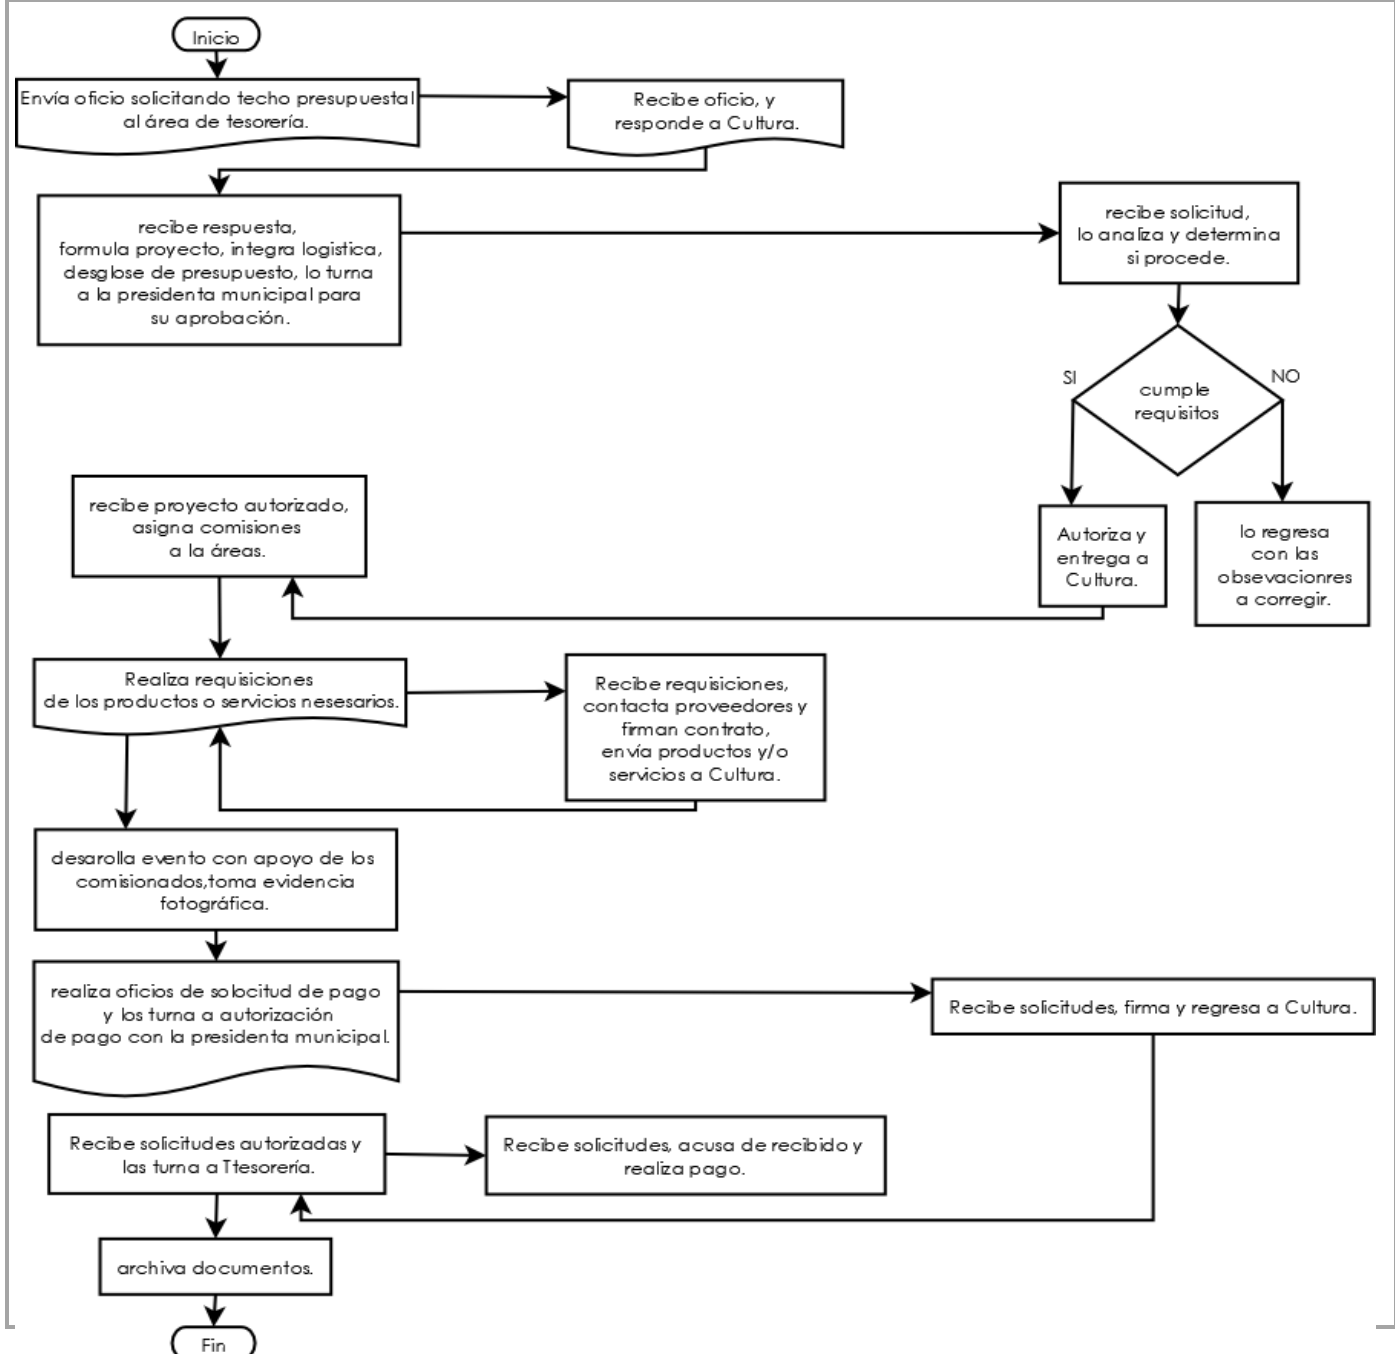 Inicio
Envía oficio solicitando techo presupuestal
al área de tesorería.
Recibe oficio, y
responde a Cultura.
recibe respuesta,
formula proyecto, integra logistica,
desglose de presupuesto, lo turna
a la presidenta municipal para
su aprobación.
recibe solicitud,
lo analiza y determina
si procede.
SI
cumple
requisitos
NO
recibe proyecto autorizado,
asigna comisiones
a la áreas.
Autoriza y
entrega a
Cultura.
lo regresa
con las
obsevacionres
a corregir.
Realiza requisiciones
de los productos o servicios nesesarios.
Recibe requisiciones,
contacta proveedores y
firman contrato,
envía productos y/o
servicios a Cultura.
desarolla evento con apoyo de los
comisionados,toma evidencia
fotográfica.
realiza oficios de solocitud de pago
y los turna a autorización
de pago con la presidenta municipal.
Recibe solicitudes, firma y regresa a Cultura.
Recibe solicitudes autorizadas y
las turna a Ttesorería.
Recibe solicitudes, acusa de recibido y
realiza pago.
archiva documentos.
Fin